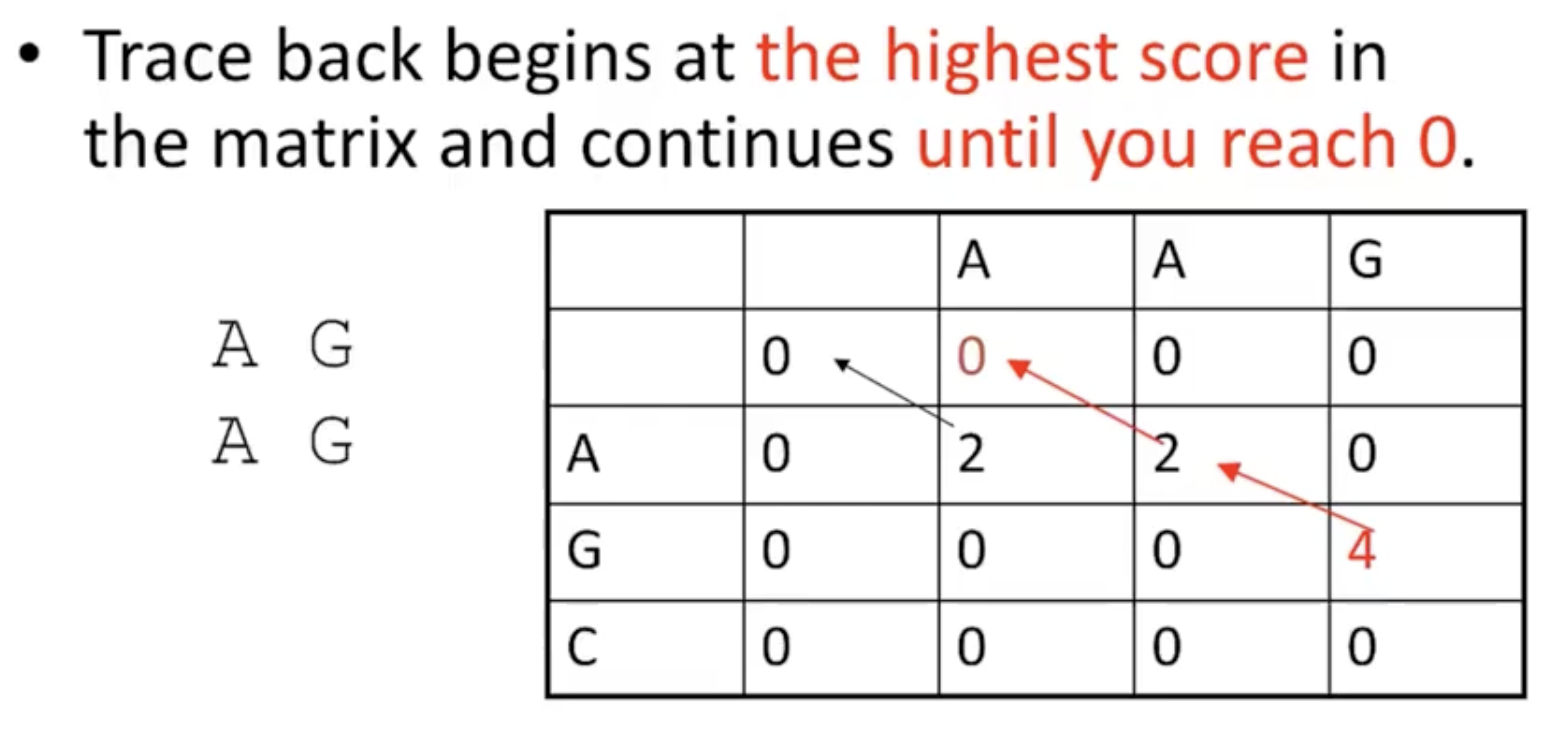 • Trace back begins at the highest score in
the matrix and continues until you reach 0.
A A G
A G
0 0 0 0
A G
A 0 2 2 0
G 0 0 0 4
C 0 0 0 0